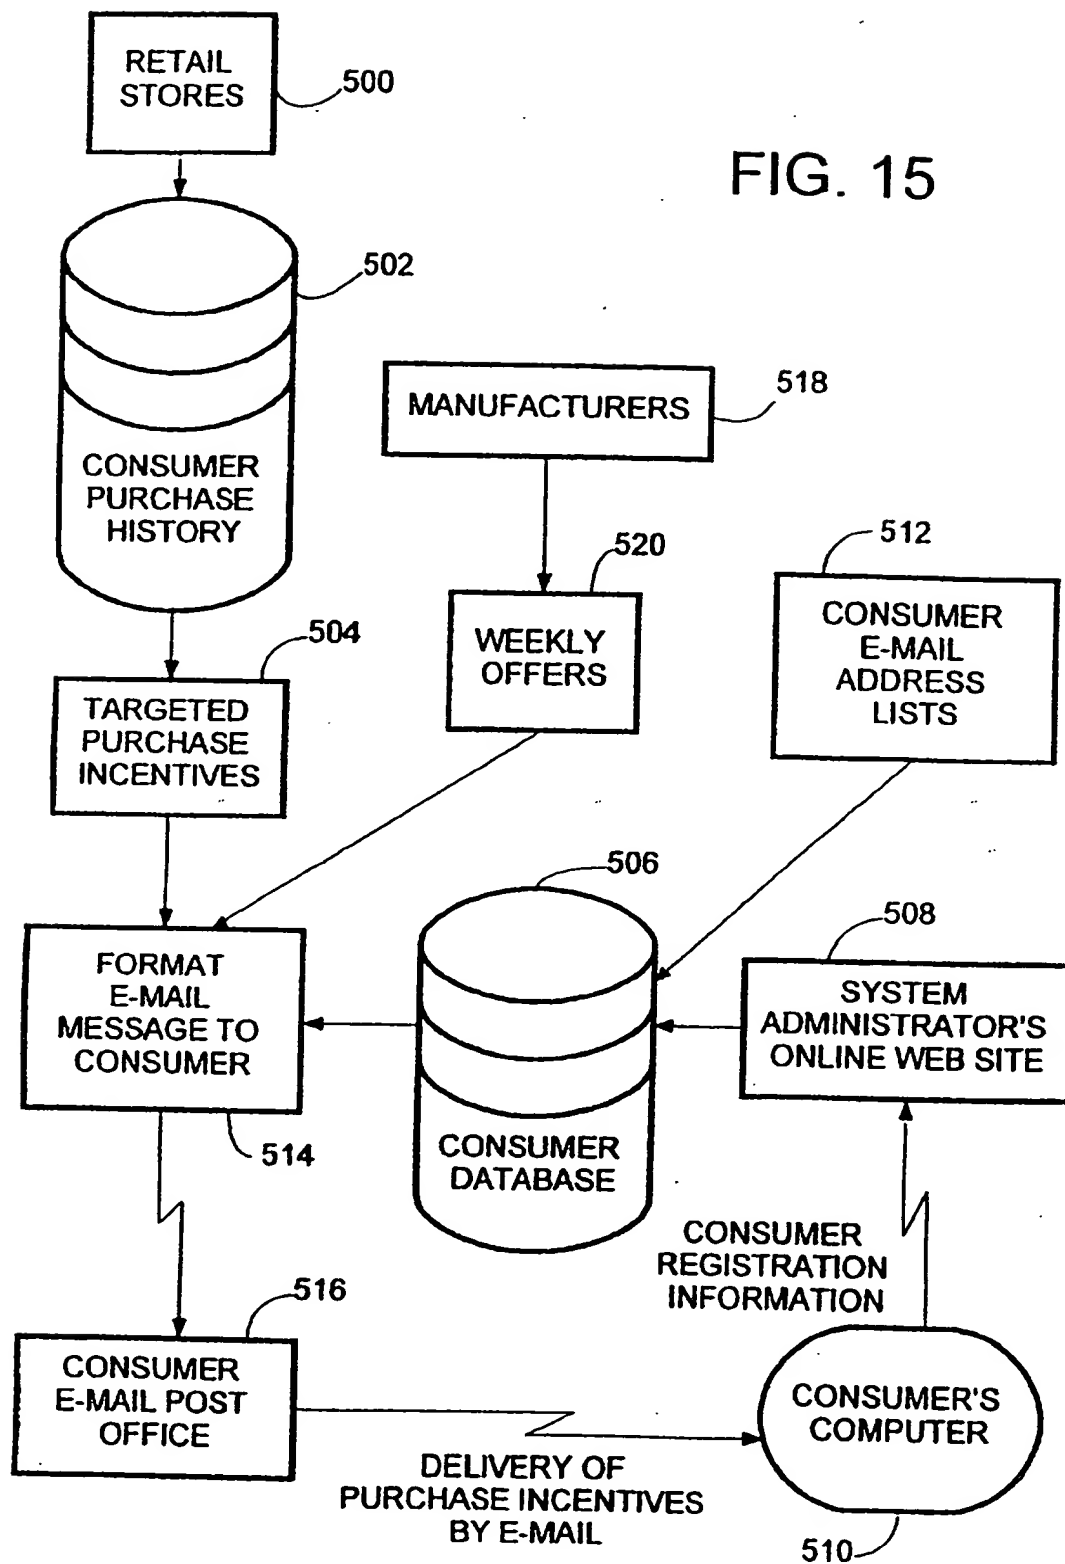 RETAIL
STORES
500
FIG. 15
502
CONSUMER
PURCHASE
HISTORY
MANUFACTURERS
518
520
WEEKLY
OFFERS
512
CONSUMER
E-MAIL
ADDRESS
LISTS
504
TARGETED
PURCHASE
INCENTIVES
506
508
FORMAT
E-MAIL
MESSAGE TO
CONSUMER
514
CONSUMER
DATABASE
SYSTEM
ADMINISTRATOR'S
ONLINE WEB SITE
CONSUMER
REGISTRATION
INFORMATION
516
CONSUMER
E-MAIL POST
OFFICE
DELIVERY OF
PURCHASE INCENTIVES
BY E-MAIL
CONSUMER'S
COMPUTER
510